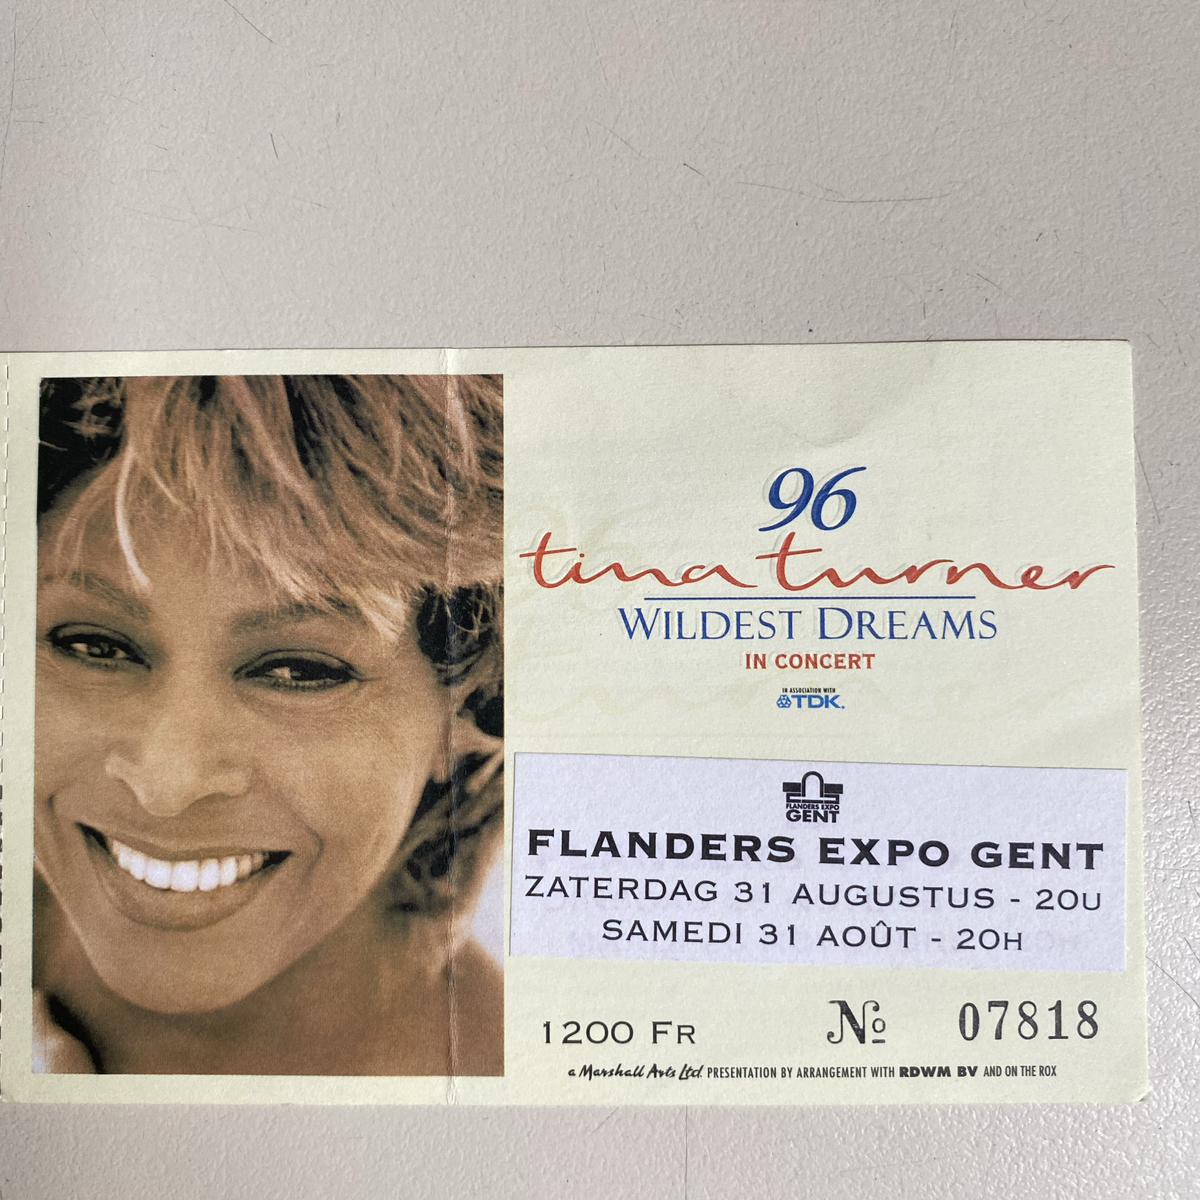 96
tina turner
WILDEST DREAMS
IN CONCERT
IN ASSOCIATION WITH
TDK.
FLANDERS EXPO
GENT
FLANDERS EXPO GENT
ZATERDAG 31 AUGUSTUS - 20U
SAMEDI 31 AOÛT - 20H
1200 FR № 07818
a Marshall Arts Ltd. PRESENTATION BY ARRANGEMENT WITH RDWM BV AND ON THE ROX